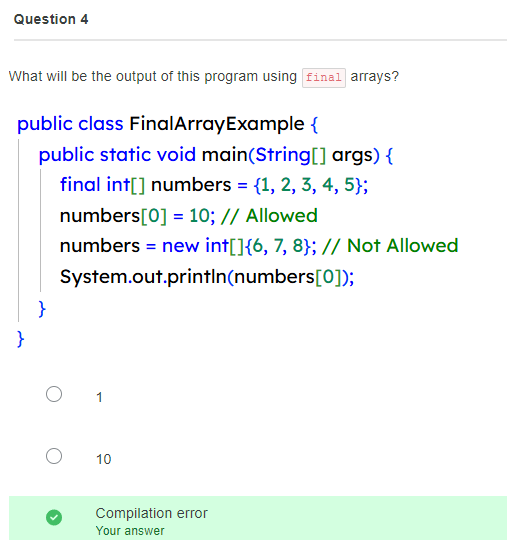 Question 4
What will be the output of this program using final arrays?
public class FinalArrayExample {
public static void main(String[] args) {
final int[] numbers = {1, 2, 3, 4, 5};
numbers[0] = 10; // Allowed
numbers = new int[]{6, 7, 8}; // Not Allowed
System.out.println(numbers[0]);
}
}
1
10
Compilation error
Your answer